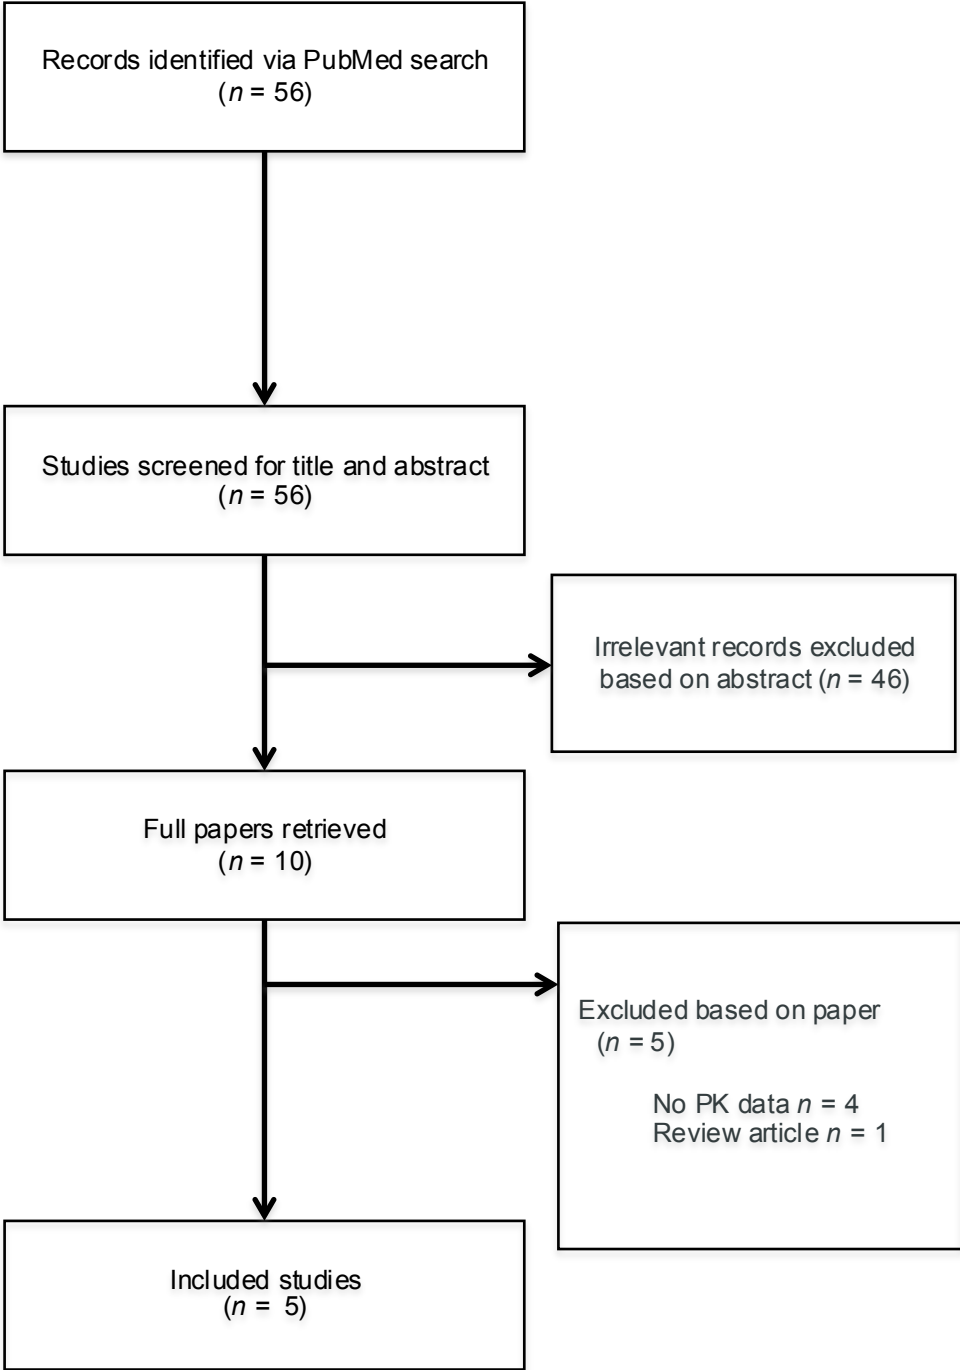 Records identified via PubMed search
(n = 56)
Studies screened for title and abstract
(n = 56)
Irrelevant records excluded
based on abstract (n = 46)
Full papers retrieved
(n = 10)
Excluded based on paper
(n = 5)
No PK data n = 4
Review article n = 1
Included studies
(n = 5)